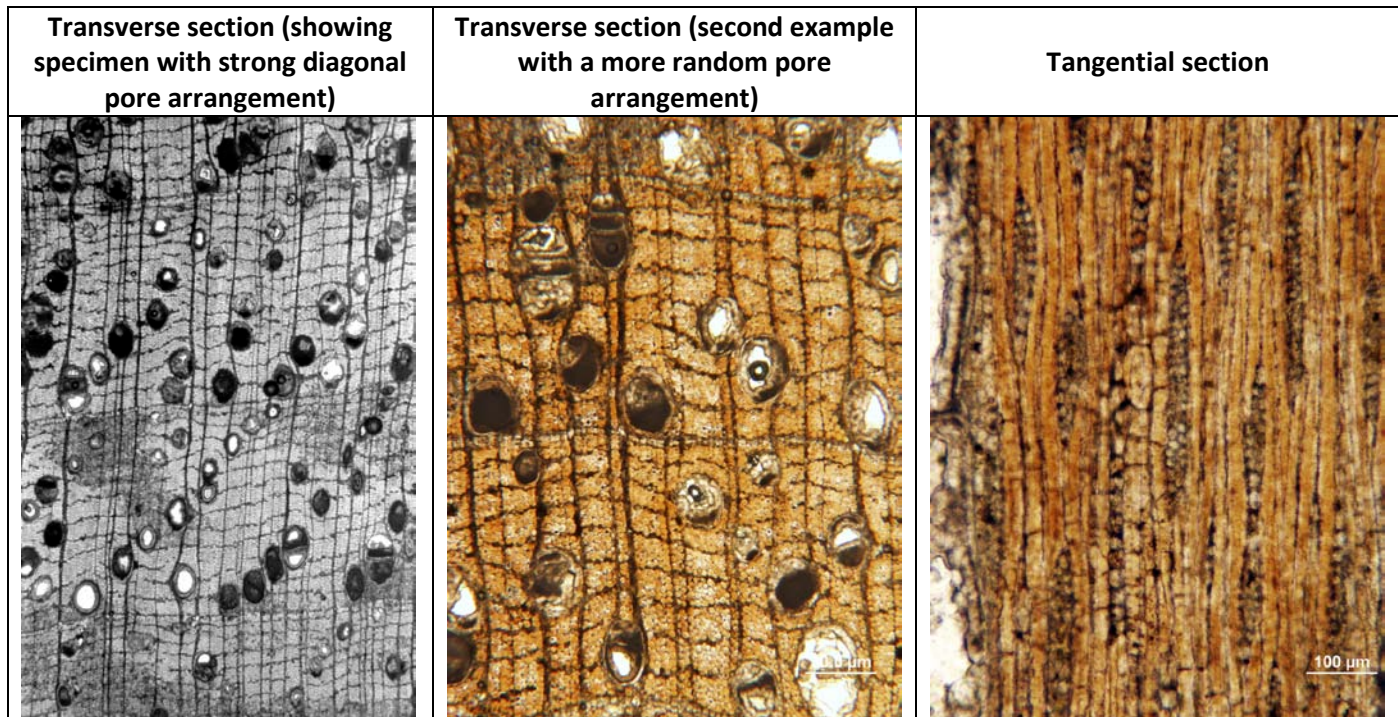 Transverse section (showing
specimen with strong diagonal
pore arrangement)
Transverse section (second example
with a more random pore
arrangement)
Tangential section
µm
100 µm